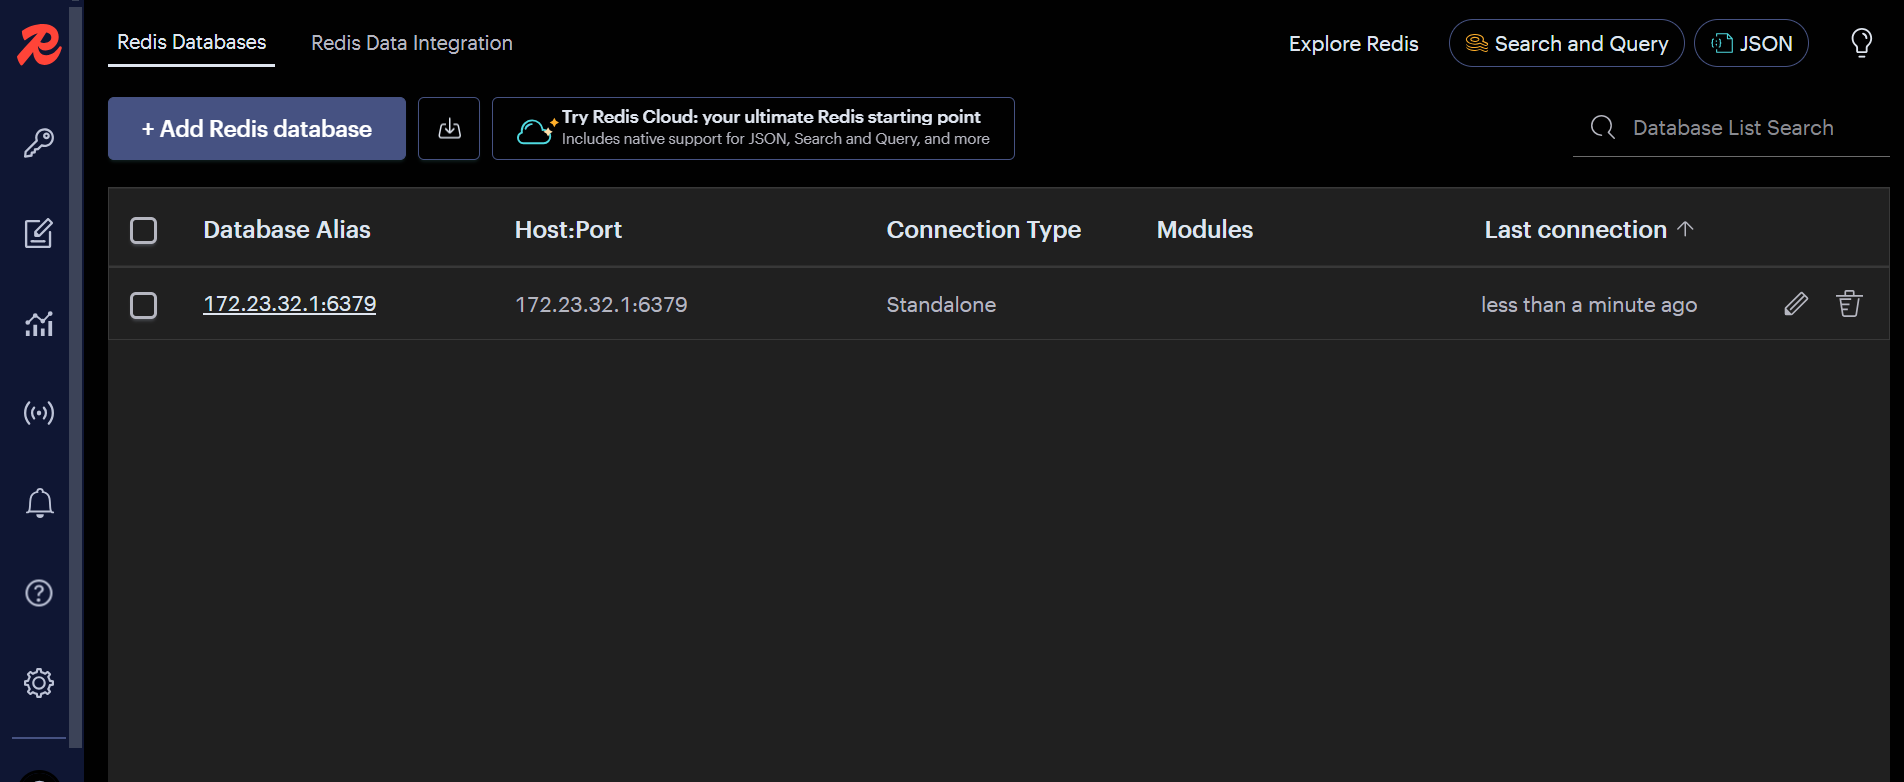 Redis Databases
Redis Data Integration
Explore Redis
Search and Query
JSON
+ Add Redis database
Try Redis Cloud: your ultimate Redis starting point
Includes native support for JSON, Search and Query, and more
Database List Search
Database Alias
Host:Port
Connection Type
Modules
Last connection
172.23.32.1:6379
172.23.32.1:6379
Standalone
less than a minute ago